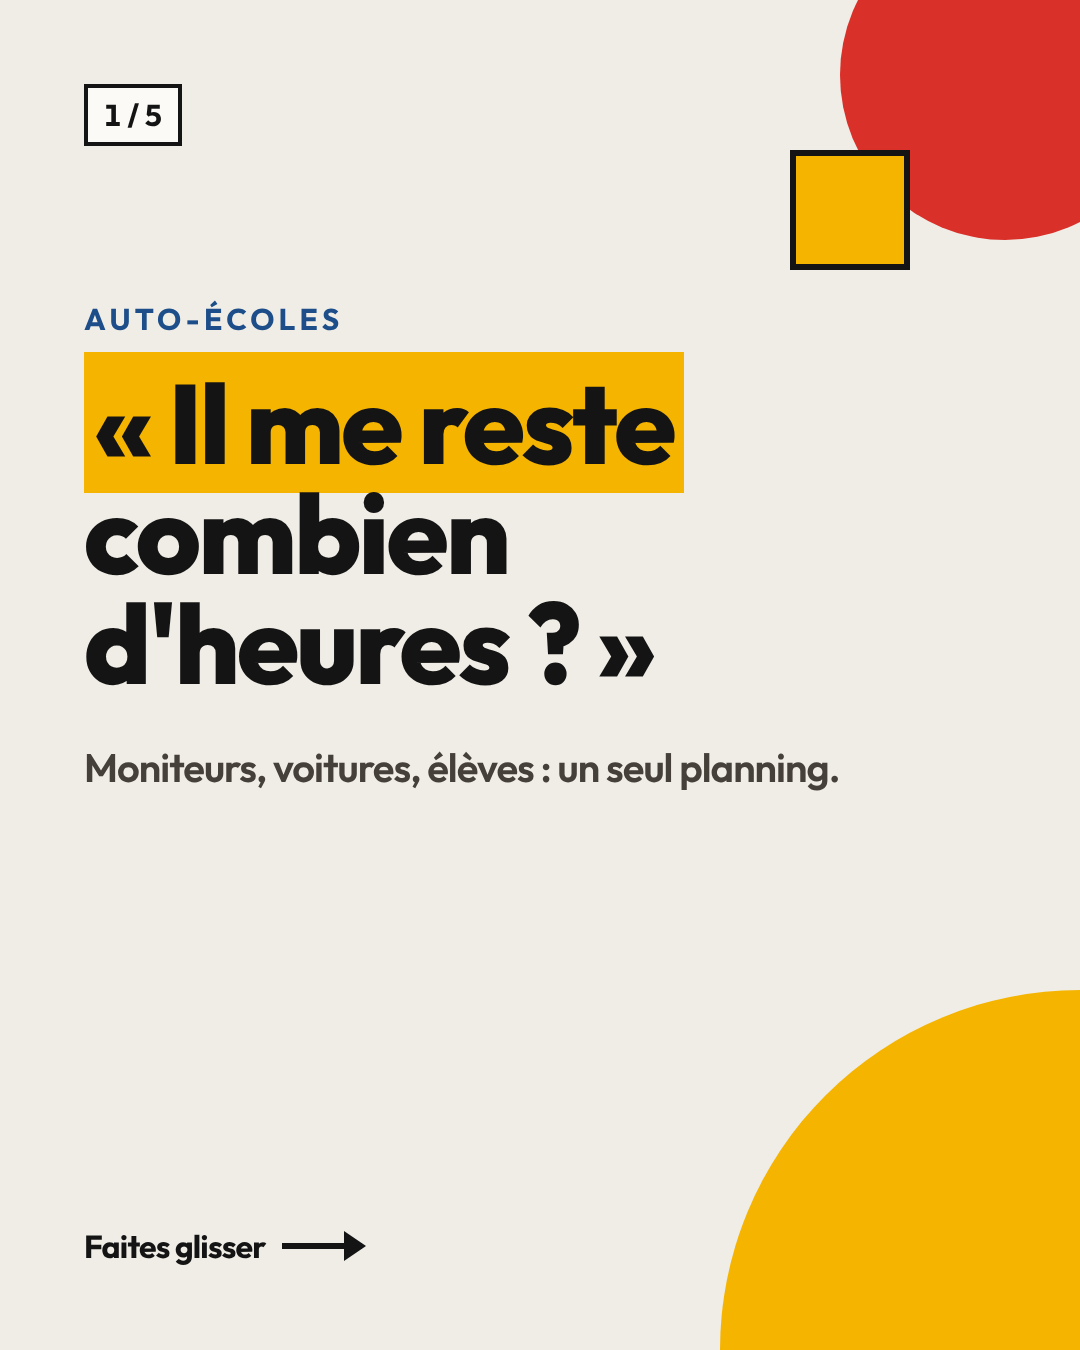 1 / 5
AUTO-ÉCOLES
« Il me reste
combien
d'heures ? »
Moniteurs, voitures, élèves : un seul planning.
Faites glisser